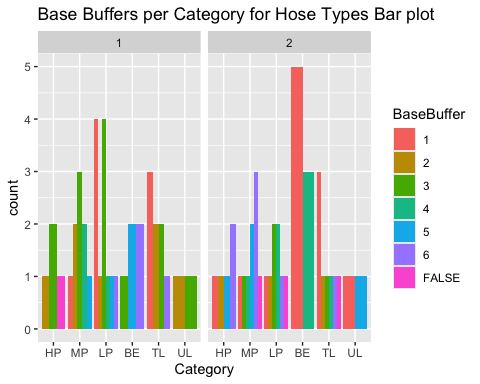 Base Buffers per Category for Hose Types Bar plot
1 2
5
4
3
2
1
0
count
HP MP LP BE TL UL HP MP LP BE TL UL
Category
BaseBuffer
1
2
3
4
5
6
FALSE